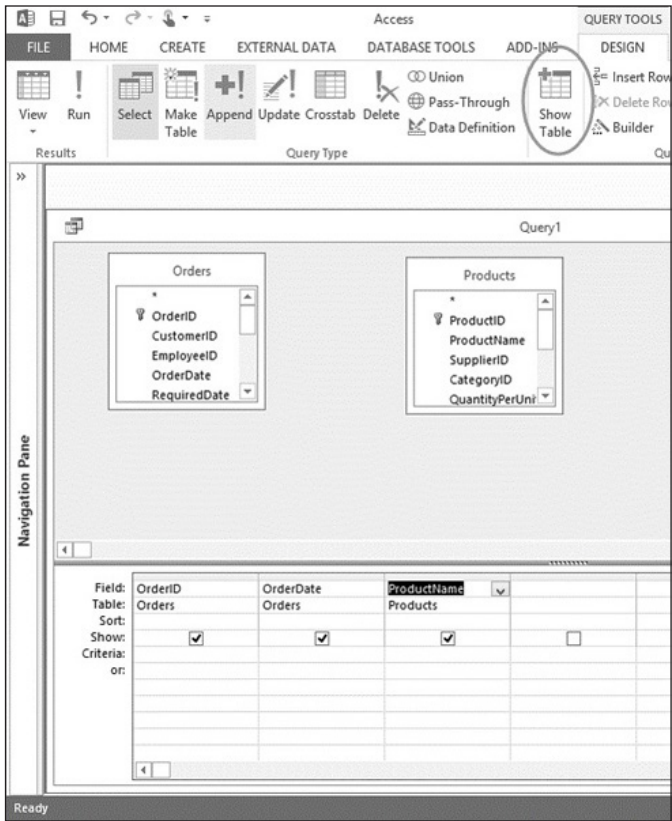 Access
QUERY TOOLS
FILE HOME CREATE EXTERNAL DATA DATABASE TOOLS ADD-INS DESIGN
View
Run
Results
Select
Make Table
Append
Update
Crosstab
Delete
Union
Pass-Through
Data Definition
Query Type
Show Table
Insert Row
Delete Ro
Builder
Qu
»
Navigation Pane
Query1
Orders
*
OrderID
CustomerID
EmployeeID
OrderDate
RequiredDate
Products
*
ProductID
ProductName
SupplierID
CategoryID
QuantityPerUni
Field: OrderID OrderDate ProductName
Table: Orders Orders Products
Sort:
Show:
Criteria:
or:
Ready